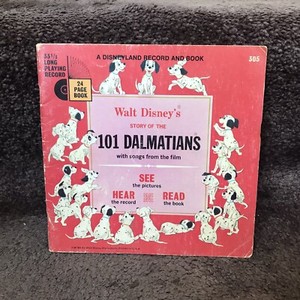 33⅓
LONG
PLAYING
RECORD
24
PAGE
BOOK
A DISNEYLAND RECORD AND BOOK
305
Walt Disney's
STORY OF THE
101 DALMATIANS
with songs from the film
SEE
the pictures
HEAR
the record
READ
the book